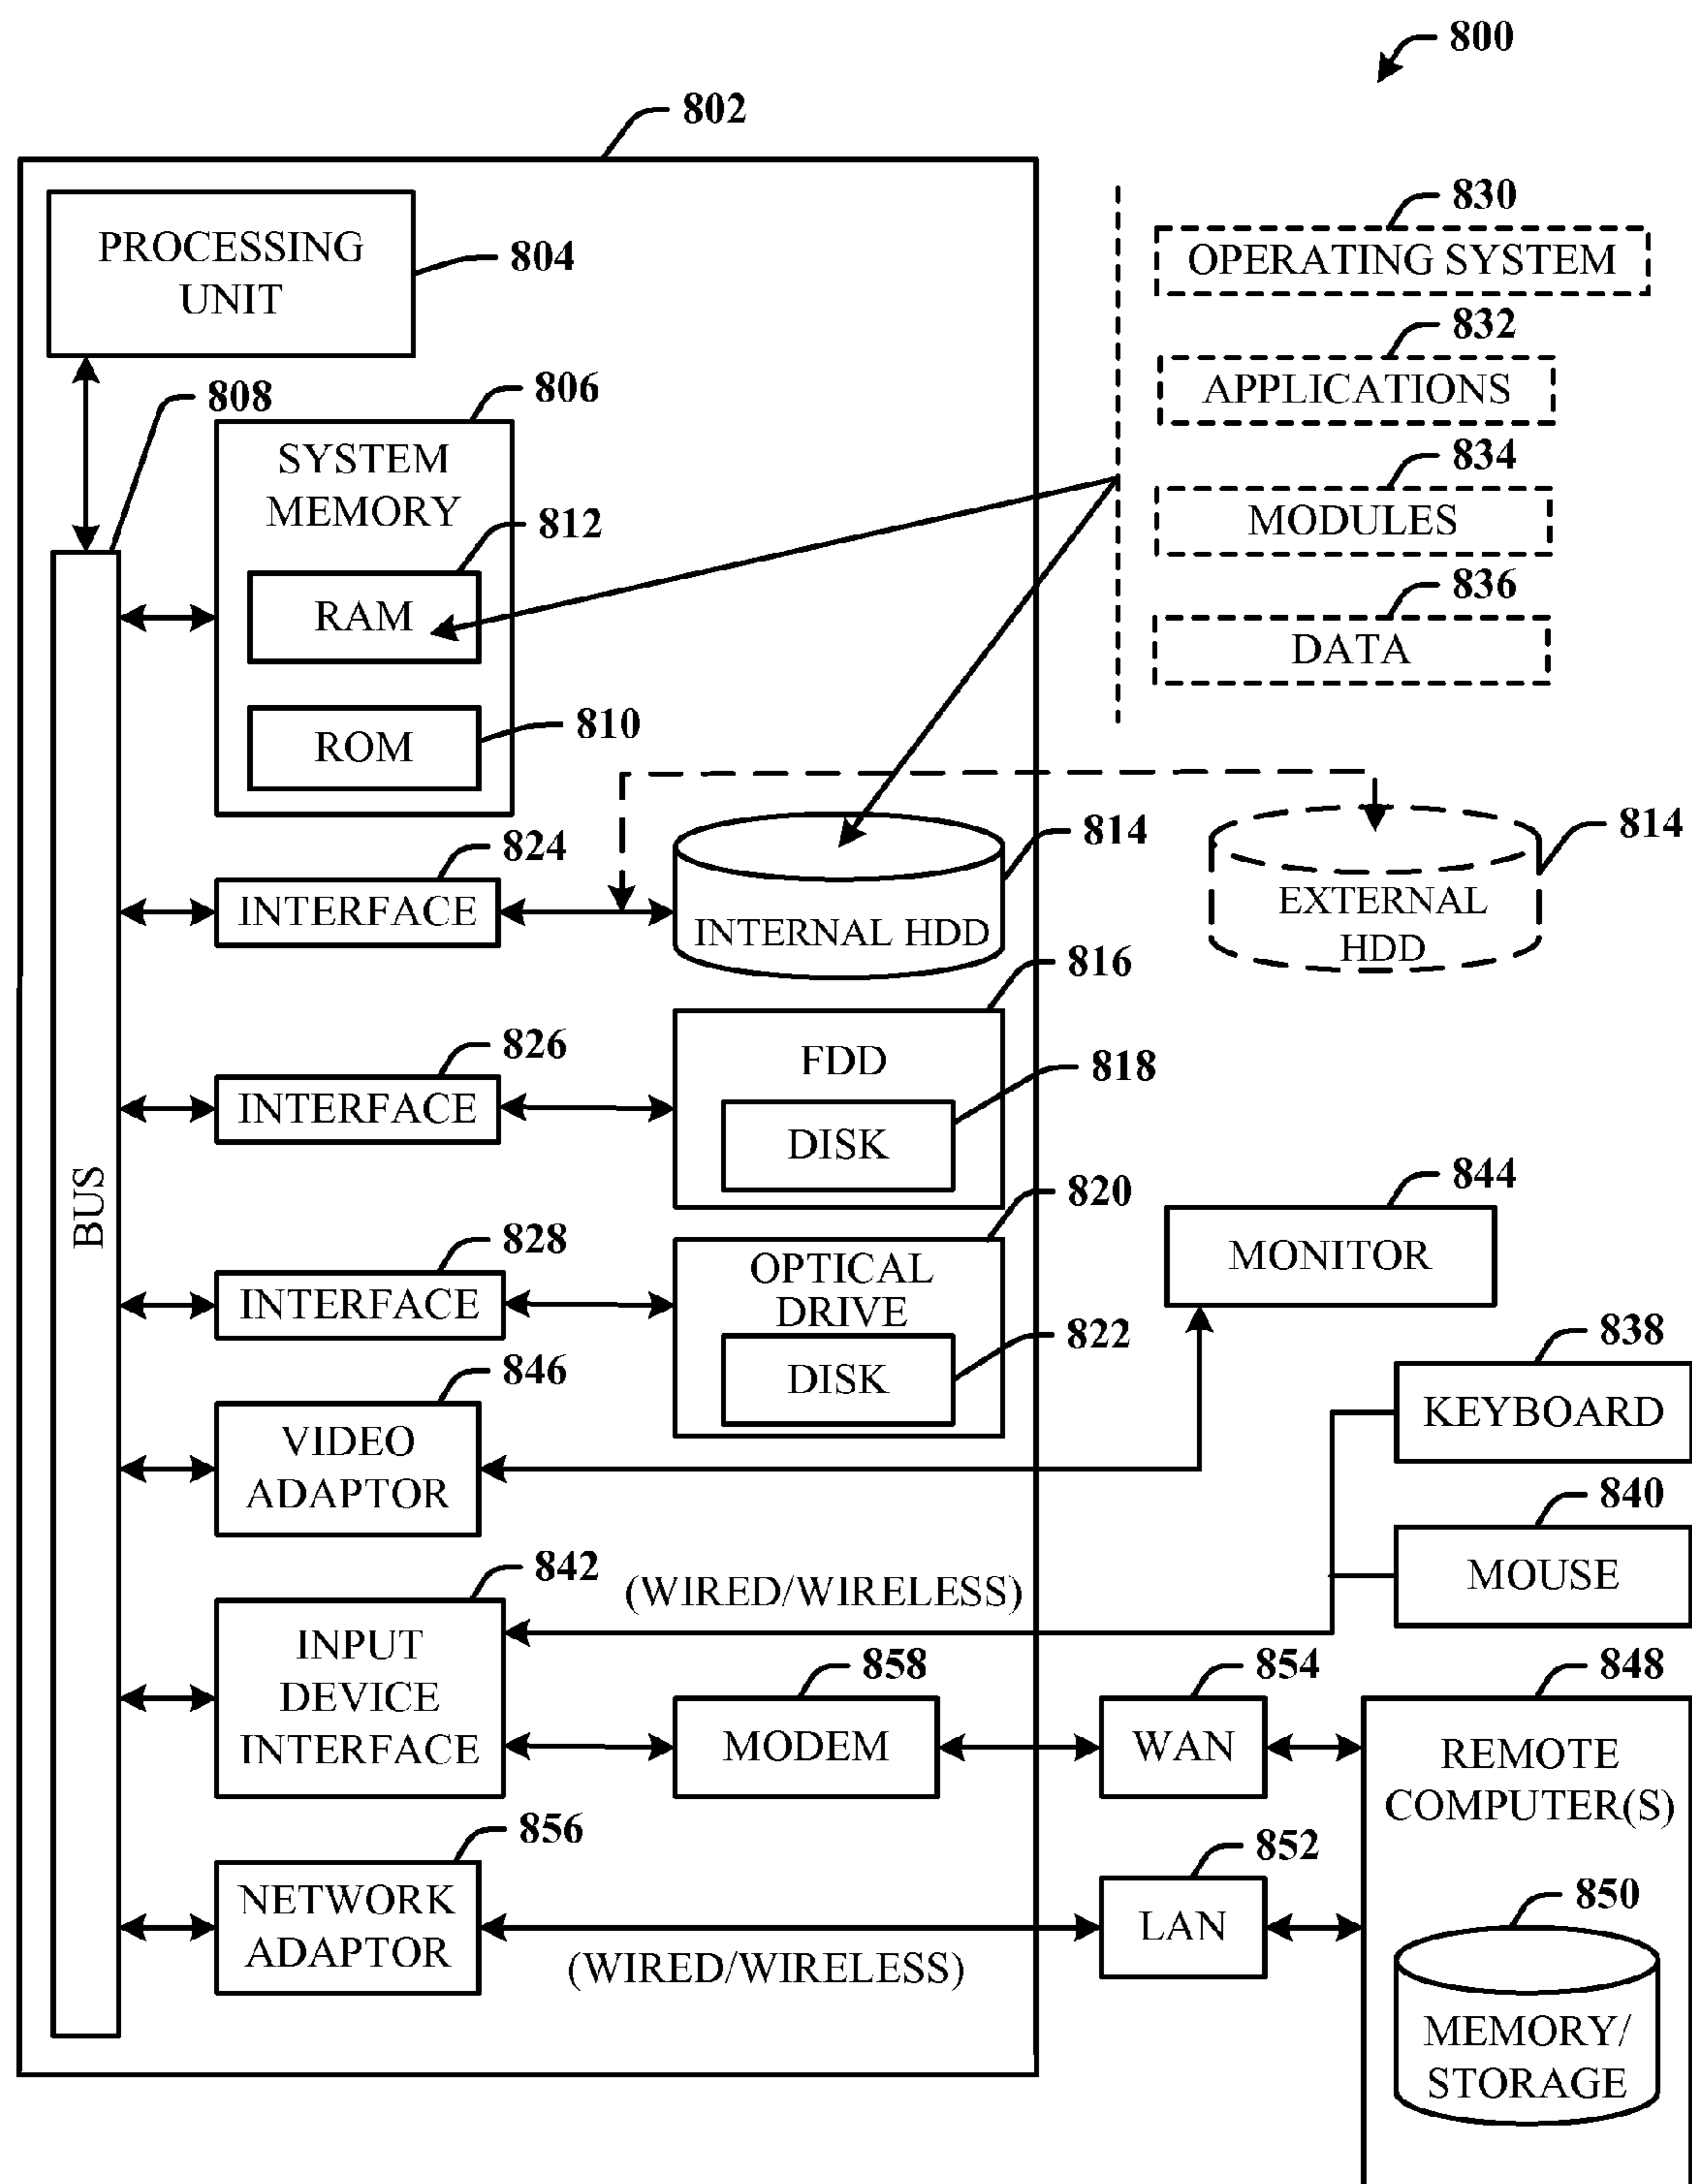 800
802
PROCESSING
UNIT
804
830
OPERATING SYSTEM
832
APPLICATIONS
834
MODULES
836
DATA
808
806
SYSTEM
MEMORY
812
RAM
810
ROM
824
INTERFACE
814
INTERNAL HDD
814
EXTERNAL
HDD
816
826
INTERFACE
FDD
818
DISK
BUS
820
828
INTERFACE
OPTICAL
DRIVE
822
DISK
844
MONITOR
846
VIDEO
ADAPTOR
838
KEYBOARD
840
MOUSE
842
(WIRED/WIRELESS)
INPUT
DEVICE
INTERFACE
858
MODEM
854
WAN
848
REMOTE
COMPUTER(S)
856
NETWORK
ADAPTOR
(WIRED/WIRELESS)
852
LAN
850
MEMORY/
STORAGE